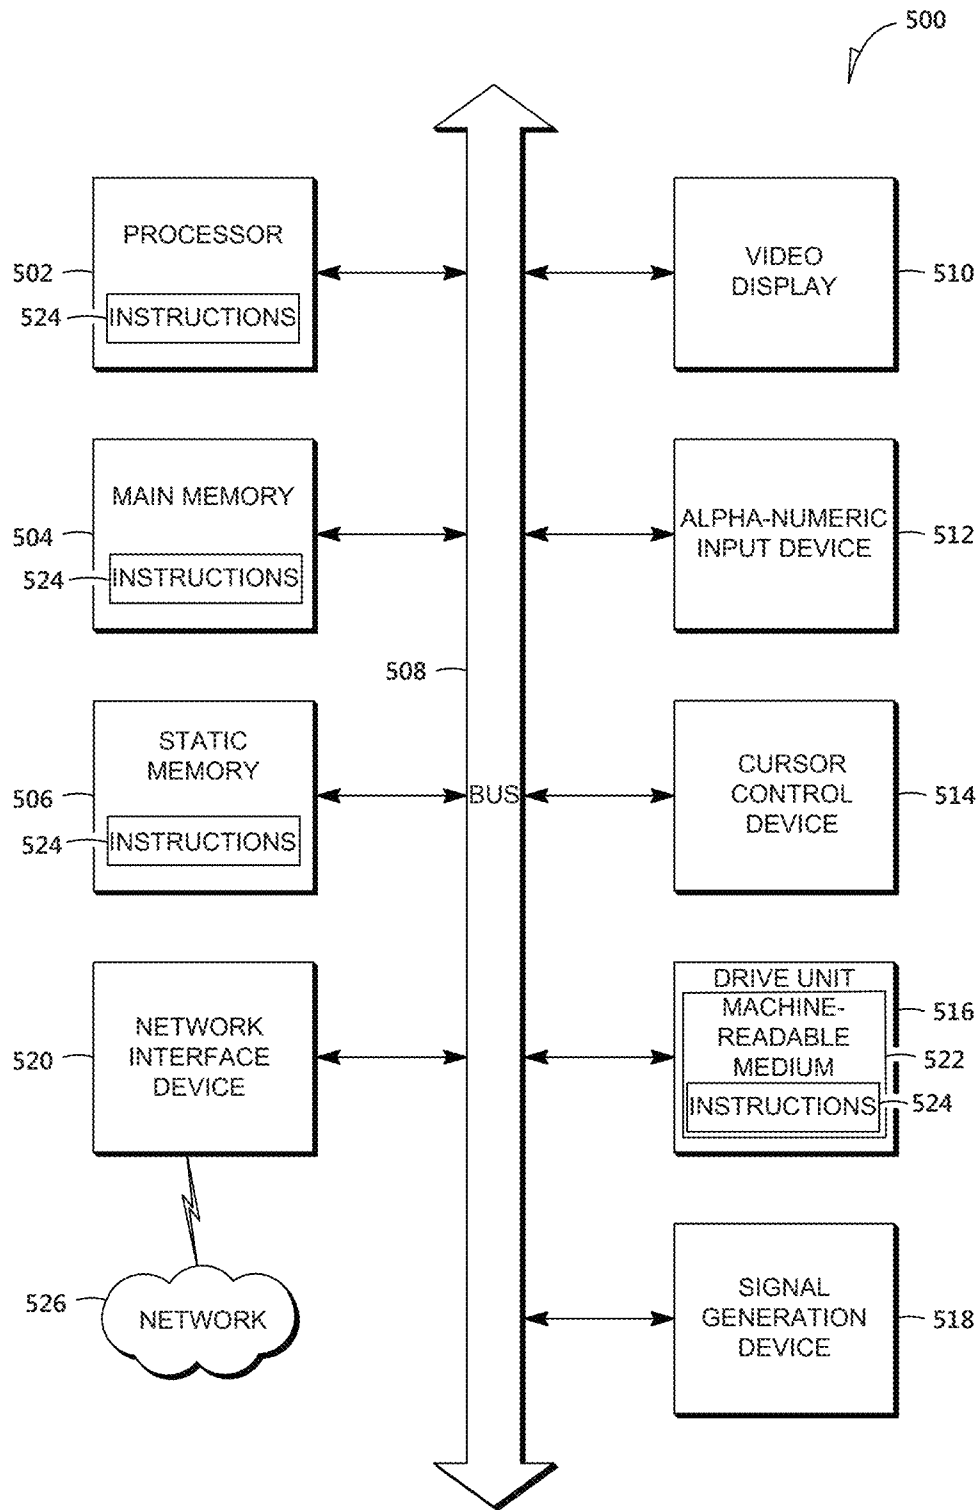 500
PROCESSOR
502
524
INSTRUCTIONS
VIDEO
DISPLAY
510
MAIN MEMORY
504
524
INSTRUCTIONS
ALPHA-NUMERIC
INPUT DEVICE
512
508
STATIC
MEMORY
506
524
INSTRUCTIONS
BUS
CURSOR
CONTROL
DEVICE
514
NETWORK
INTERFACE
DEVICE
520
DRIVE UNIT
516
MACHINE-
READABLE
MEDIUM
522
INSTRUCTIONS
524
526
NETWORK
SIGNAL
GENERATION
DEVICE
518